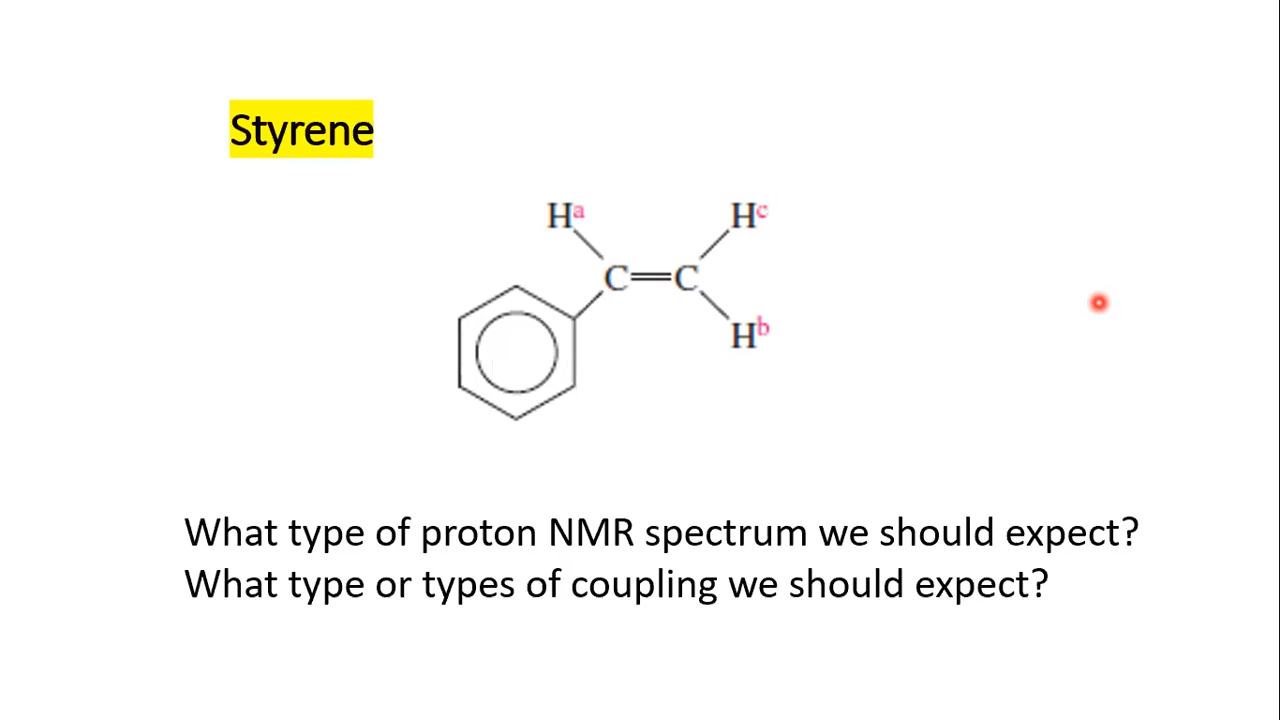 Styrene
Hᵃ Hᶜ
C C
Hᵇ
What type of proton NMR spectrum we should expect?
What type or types of coupling we should expect?